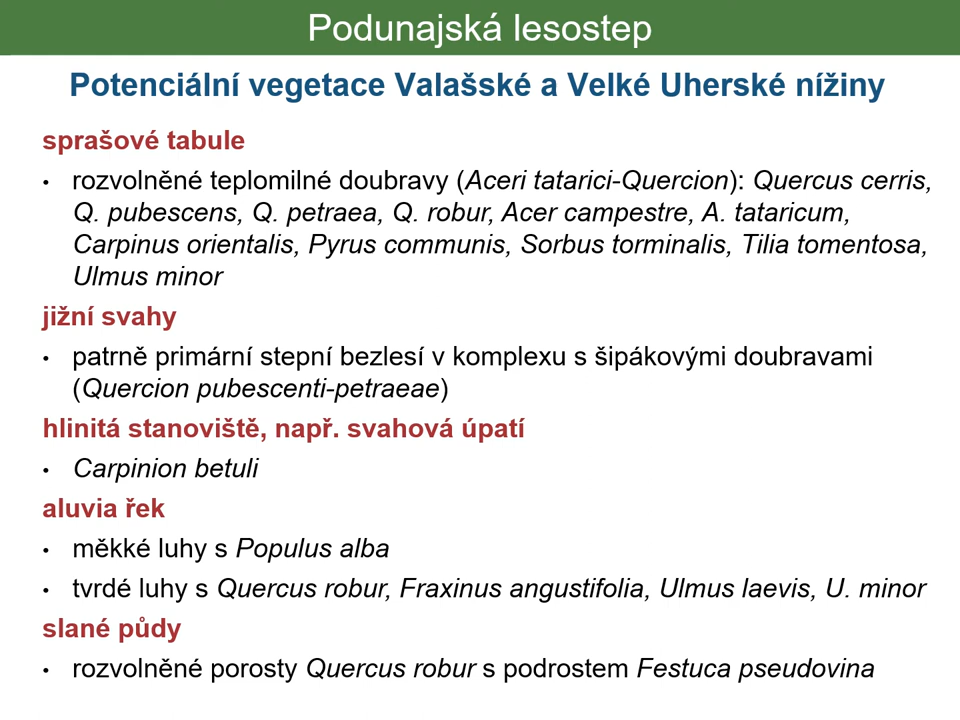 Podunajská lesostep
Potenciální vegetace Valašské a Velké Uherské nížiny
sprašové tabule
• rozvolněné teplomilné doubravy (Aceri tatarici-Quercion): Quercus cerris,
Q. pubescens, Q. petraea, Q. robur, Acer campestre, A. tataricum,
Carpinus orientalis, Pyrus communis, Sorbus torminalis, Tilia tomentosa,
Ulmus minor
jižní svahy
• patrně primární stepní bezlesí v komplexu s šipákovými doubravami
(Quercion pubescenti-petraeae)
hlinitá stanoviště, např. svahová úpatí
• Carpinion betuli
aluvia řek
• měkké luhy s Populus alba
• tvrdé luhy s Quercus robur, Fraxinus angustifolia, Ulmus laevis, U. minor
slané půdy
• rozvolněné porosty Quercus robur s podrostem Festuca pseudovina